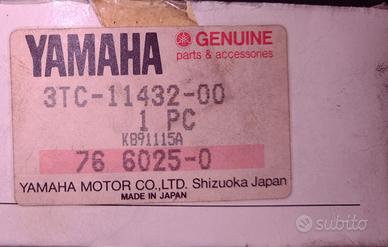 YAMAHA
GENUINE
parts & accessories
3TC-11432-00
1 PC
K891115A
76 6025-0
YAMAHA MOTOR CO.,LTD. Shizuoka Japan
MADE IN JAPAN
subito